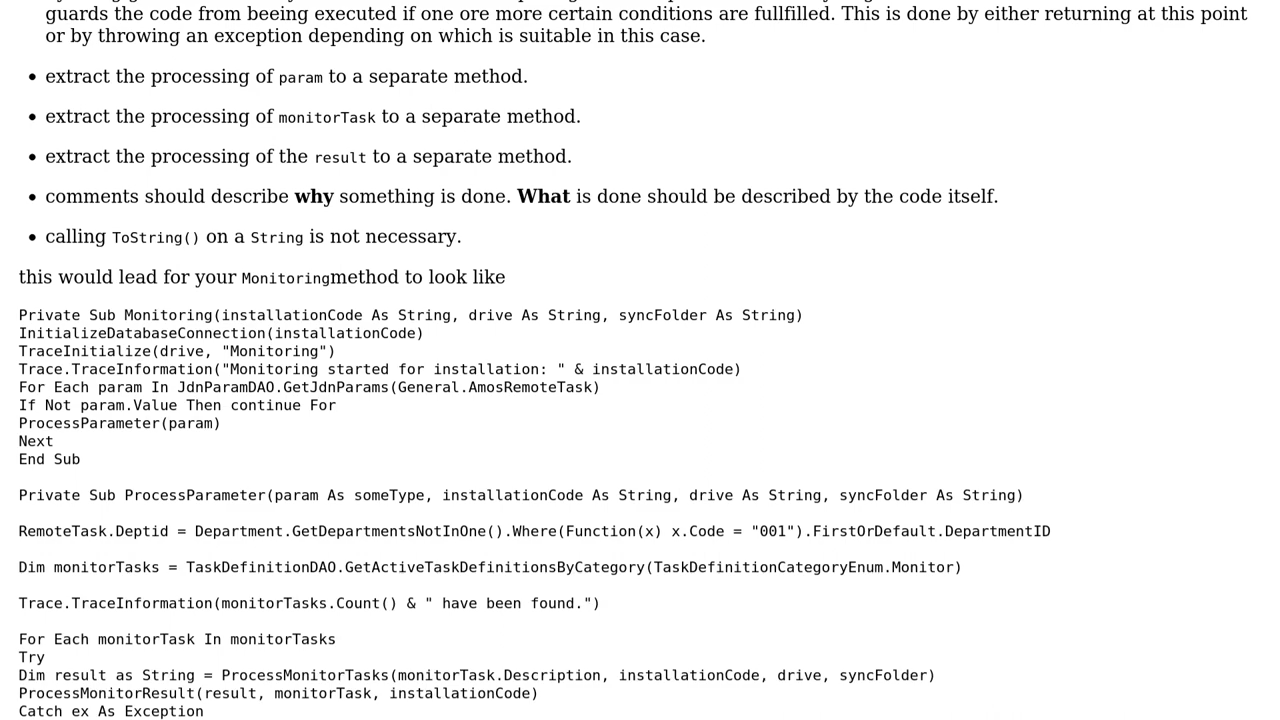 guards the code from beeing executed if one ore more certain conditions are fullfilled. This is done by either returning at this point
or by throwing an exception depending on which is suitable in this case.
• extract the processing of param to a separate method.
• extract the processing of monitorTask to a separate method.
• extract the processing of the result to a separate method.
• comments should describe why something is done. What is done should be described by the code itself.
• calling ToString() on a String is not necessary.
this would lead for your Monitoringmethod to look like
Private Sub Monitoring(installationCode As String, drive As String, syncFolder As String)
InitializeDatabaseConnection(installationCode)
TraceInitialize(drive, "Monitoring")
Trace.TraceInformation("Monitoring started for installation: " & installationCode)
For Each param In JdnParamDAO.GetJdnParams(General.AmosRemoteTask)
If Not param.Value Then continue For
ProcessParameter(param)
Next
End Sub
Private Sub ProcessParameter(param As someType, installationCode As String, drive As String, syncFolder As String)
RemoteTask.Deptid = Department.GetDepartmentsNotInOne().Where(Function(x) x.Code = "001").FirstOrDefault.DepartmentID
Dim monitorTasks = TaskDefinitionDAO.GetActiveTaskDefinitionsByCategory(TaskDefinitionCategoryEnum.Monitor)
Trace.TraceInformation(monitorTasks.Count() & " have been found.")
For Each monitorTask In monitorTasks
Try
Dim result as String = ProcessMonitorTasks(monitorTask.Description, installationCode, drive, syncFolder)
ProcessMonitorResult(result, monitorTask, installationCode)
Catch ex As Exception